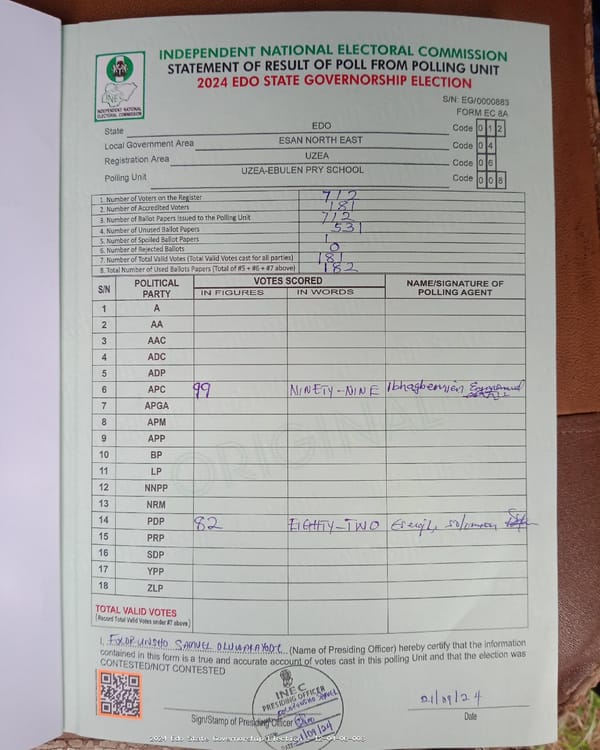 INDEPENDENT NATIONAL ELECTORAL COMMISSION
STATEMENT OF RESULT OF POLL FROM POLLING UNIT
2024 EDO STATE GOVERNORSHIP ELECTION
INEC
INDEPENDENT NATIONAL
ELECTORAL COMMISSION
S/N: EG/0000883
FORM EC 8A
State EDO Code 0 1 2
Local Government Area ESAN NORTH EAST Code 0 4
Registration Area UZEA Code 0 6
Polling Unit UZEA-EBULEN PRY SCHOOL Code 0 0 8
1. Number of Voters on the Register 712
2. Number of Accredited Voters 181
3. Number of Ballot Papers Issued to the Polling Unit 712
4. Number of Unused Ballot Papers 531
5. Number of Spoiled Ballot Papers 1
6. Number of Rejected Ballots 0
7. Number of Total Valid Votes (Total Valid Votes cast for all parties) 181
8. Total Number of Used Ballots Papers (Total of #5 + #6 + #7 above) 182
S/N POLITICAL PARTY VOTES SCORED NAME/SIGNATURE OF POLLING AGENT
IN FIGURES IN WORDS
1 A
2 AA
3 AAC
4 ADC
5 ADP
6 APC 99 NINETY-NINE Ibhagbemien
7 APGA
8 APM
9 APP
10 BP
11 LP
12 NNPP
13 NRM
14 PDP 82 EIGHTY-TWO
15 PRP
16 SDP
17 YPP
18 ZLP
ORIGINAL
TOTAL VALID VOTES
(Record Total Valid Votes under #7 above)
I, FOLORUNSHO SAMUEL (Name of Presiding Officer) hereby certify that the information
contained in this form is a true and accurate account of votes cast in this polling Unit and that the election was
CONTESTED/NOT CONTESTED
INEC
PRESIDING OFFICER
21/09/24
Sign/Stamp of Presiding Officer
21/09/24
Date
2024 Edo State Governorship Election